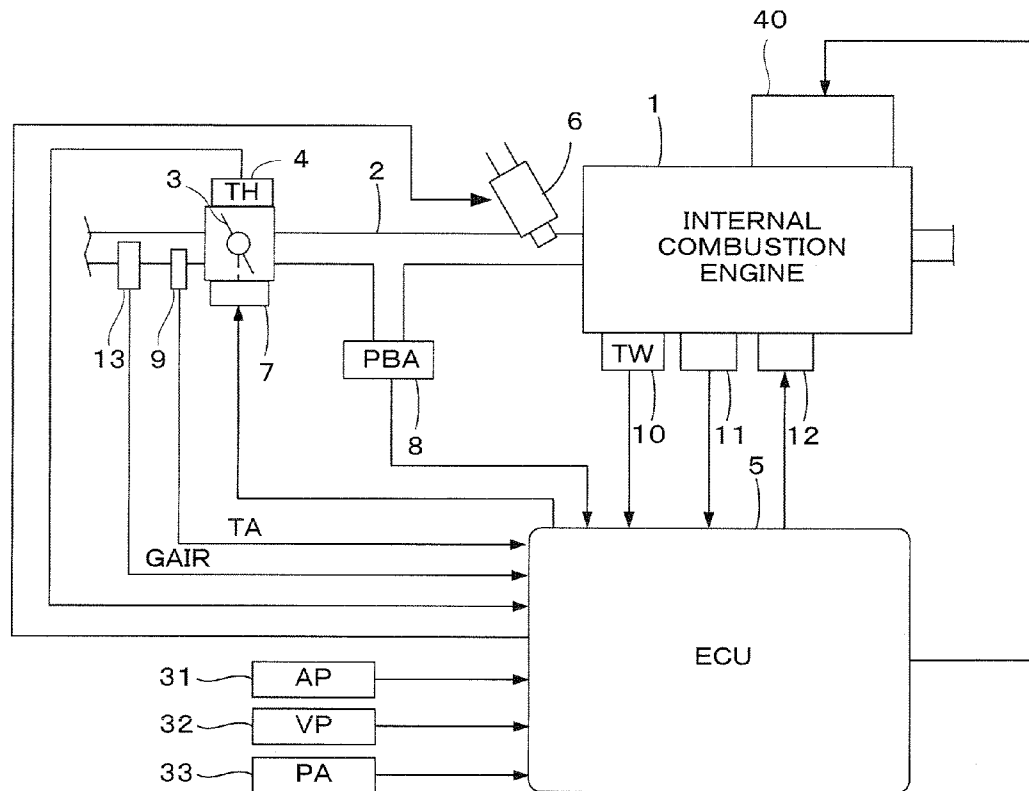 40
1
6
4
TH
3
2
INTERNAL
COMBUSTION
ENGINE
13
9
7
PBA
8
TW
10
11
12
5
TA
GAIR
ECU
31
AP
32
VP
33
PA